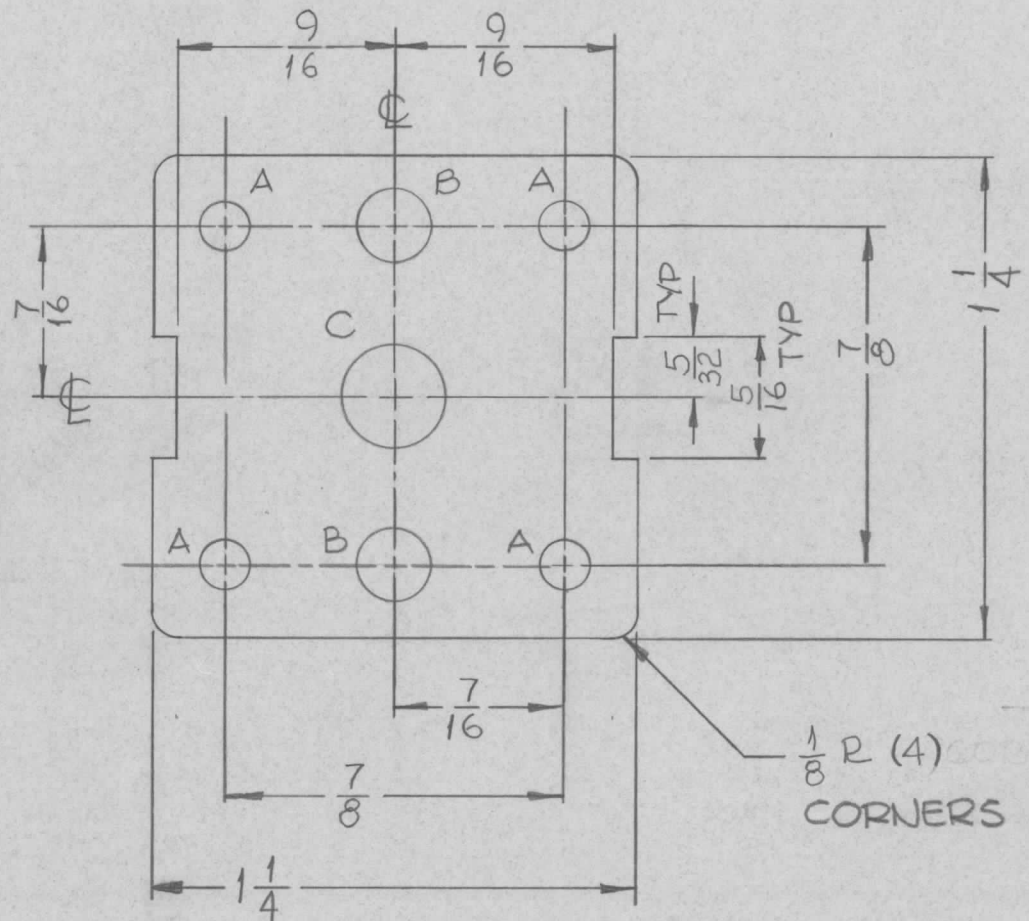 9/16 9/16
℄
A B A
7/16
TYP
1 1/4
C
5/32
5/16 TYP
7/8
℄
A B A
7/16
1/8 R (4)
CORNERS
7/8
1 1/4